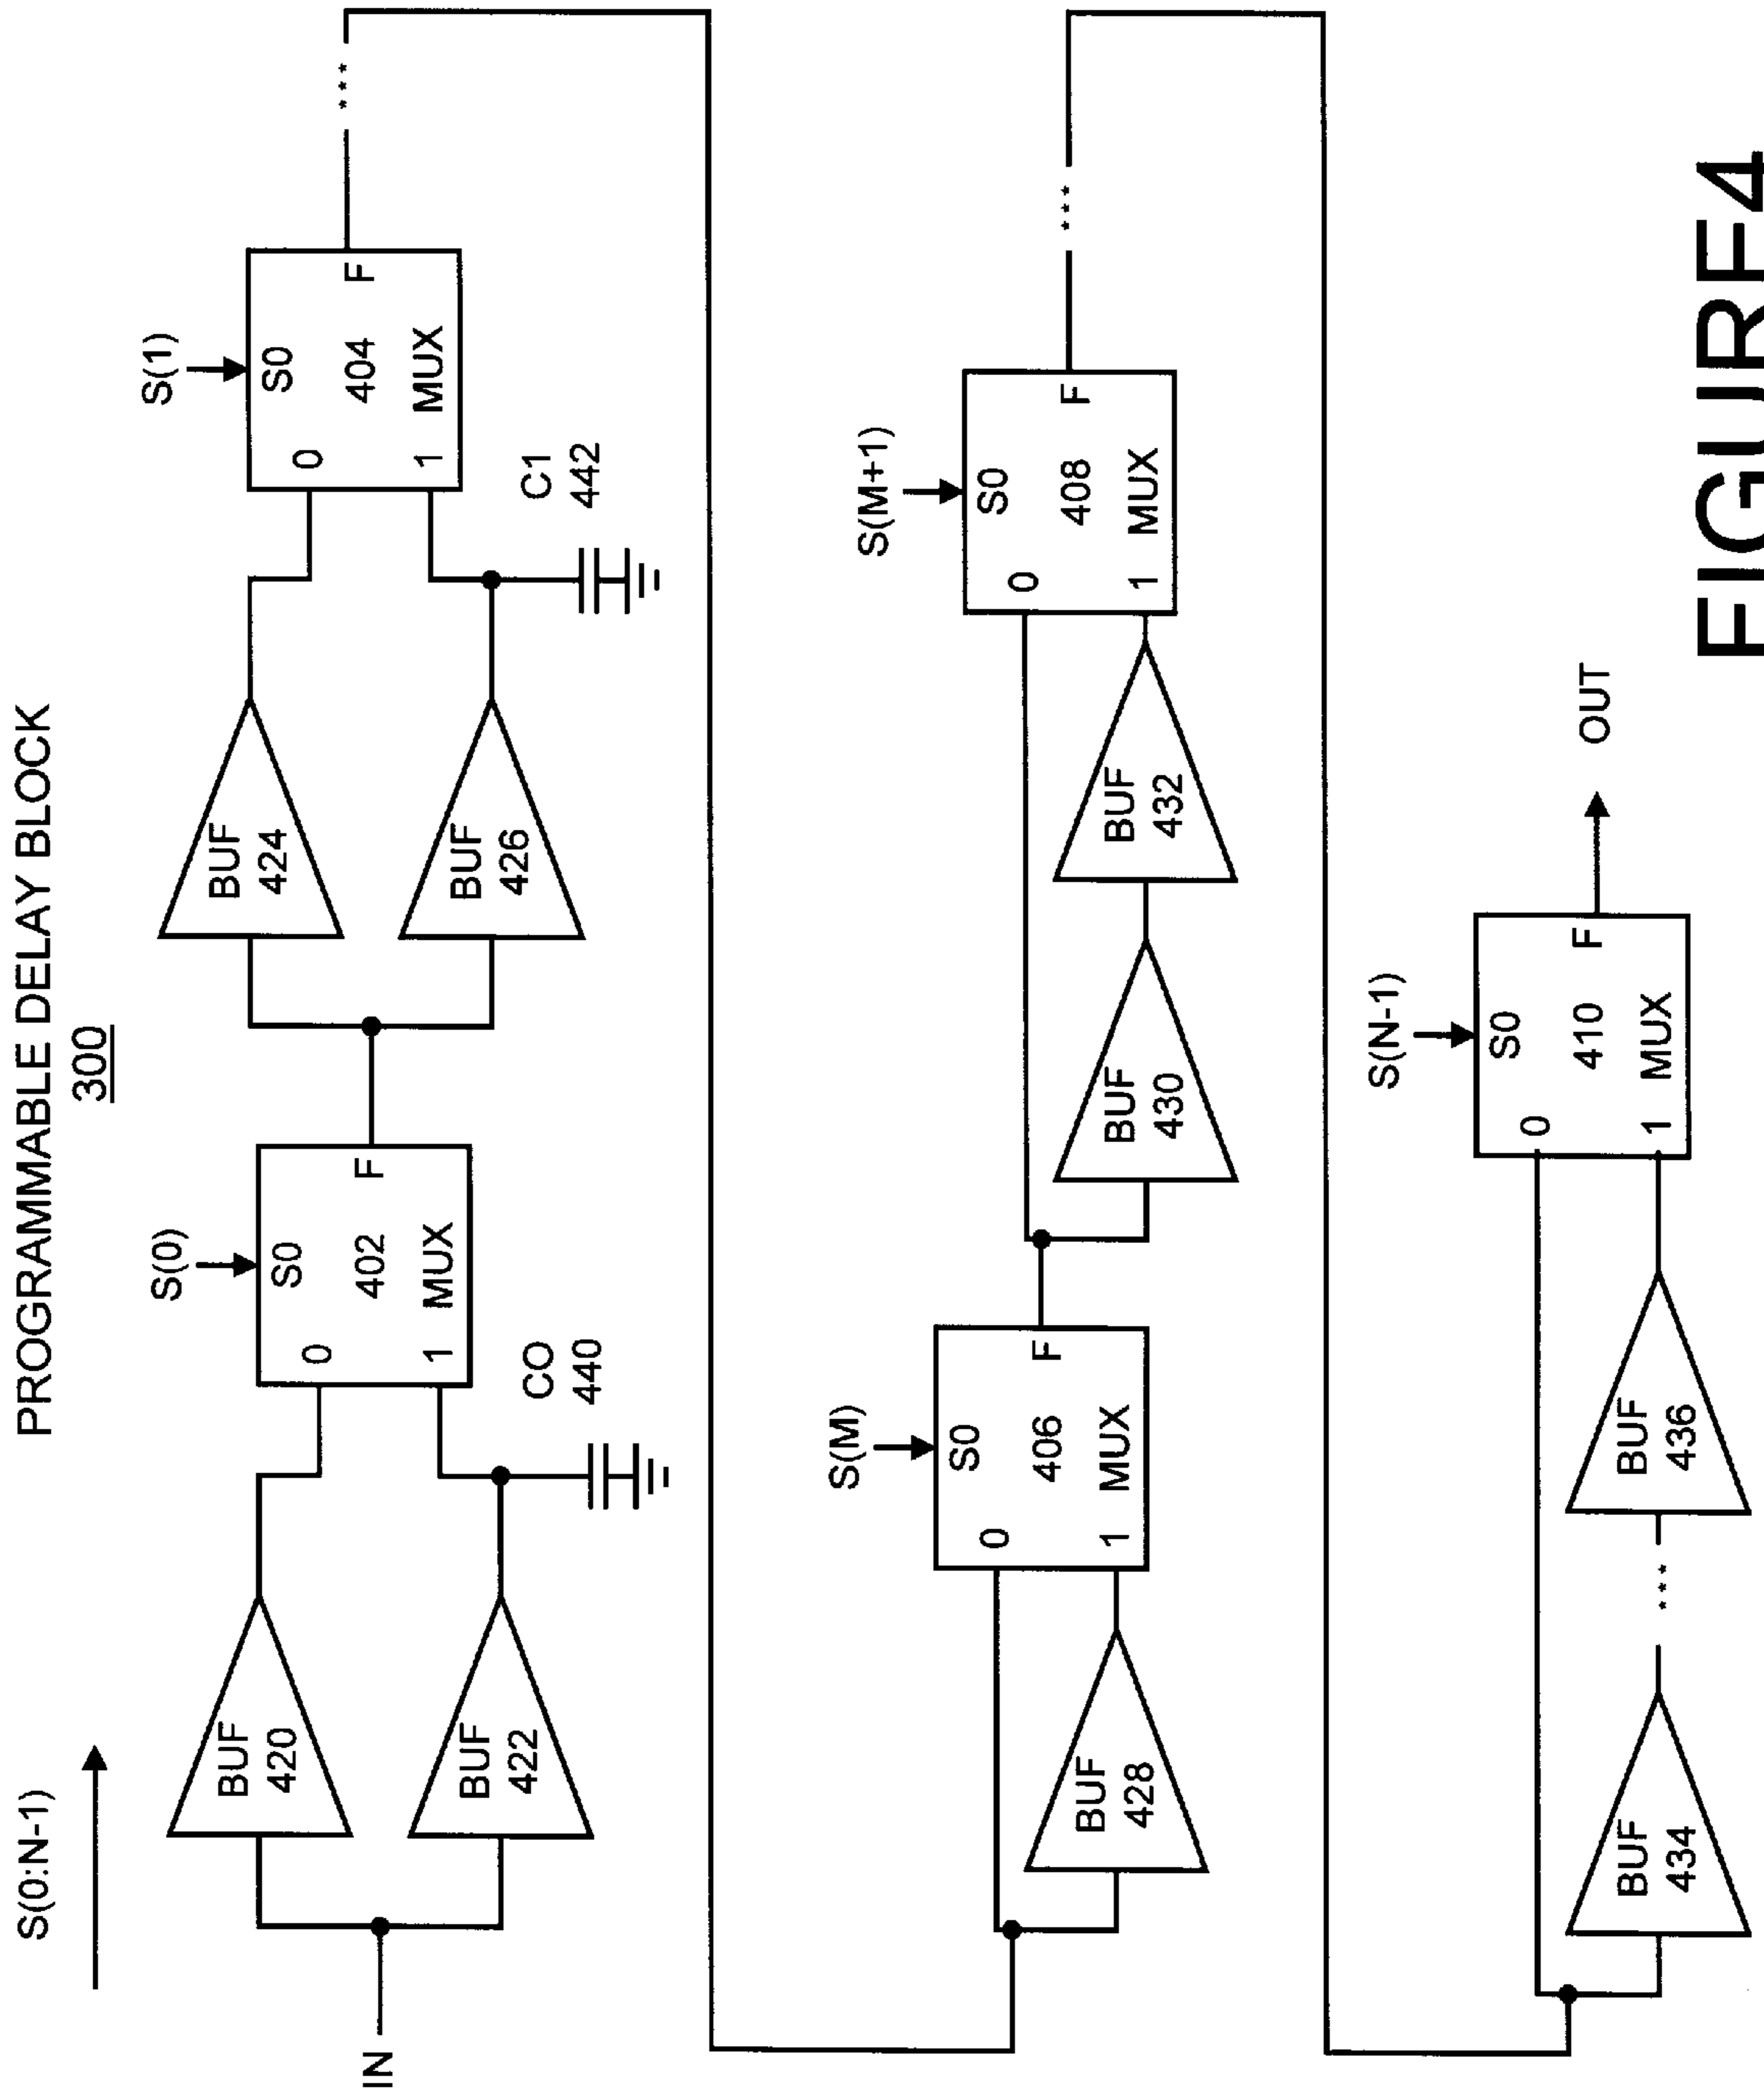 PROGRAMMABLE DELAY BLOCK
300
S(0:N-1)
IN
BUF
420
BUF
422
S(0)
S0
0
402
F
1
MUX
CO
440
BUF
424
BUF
426
S(1)
S0
0
404
F
1
MUX
C1
442
***
BUF
428
S(M)
S0
0
406
F
1
MUX
BUF
430
BUF
432
S(M+1)
S0
0
408
F
1
MUX
***
BUF
434
***
BUF
436
S(N-1)
S0
0
410
F
1
MUX
OUT
FIGURE4